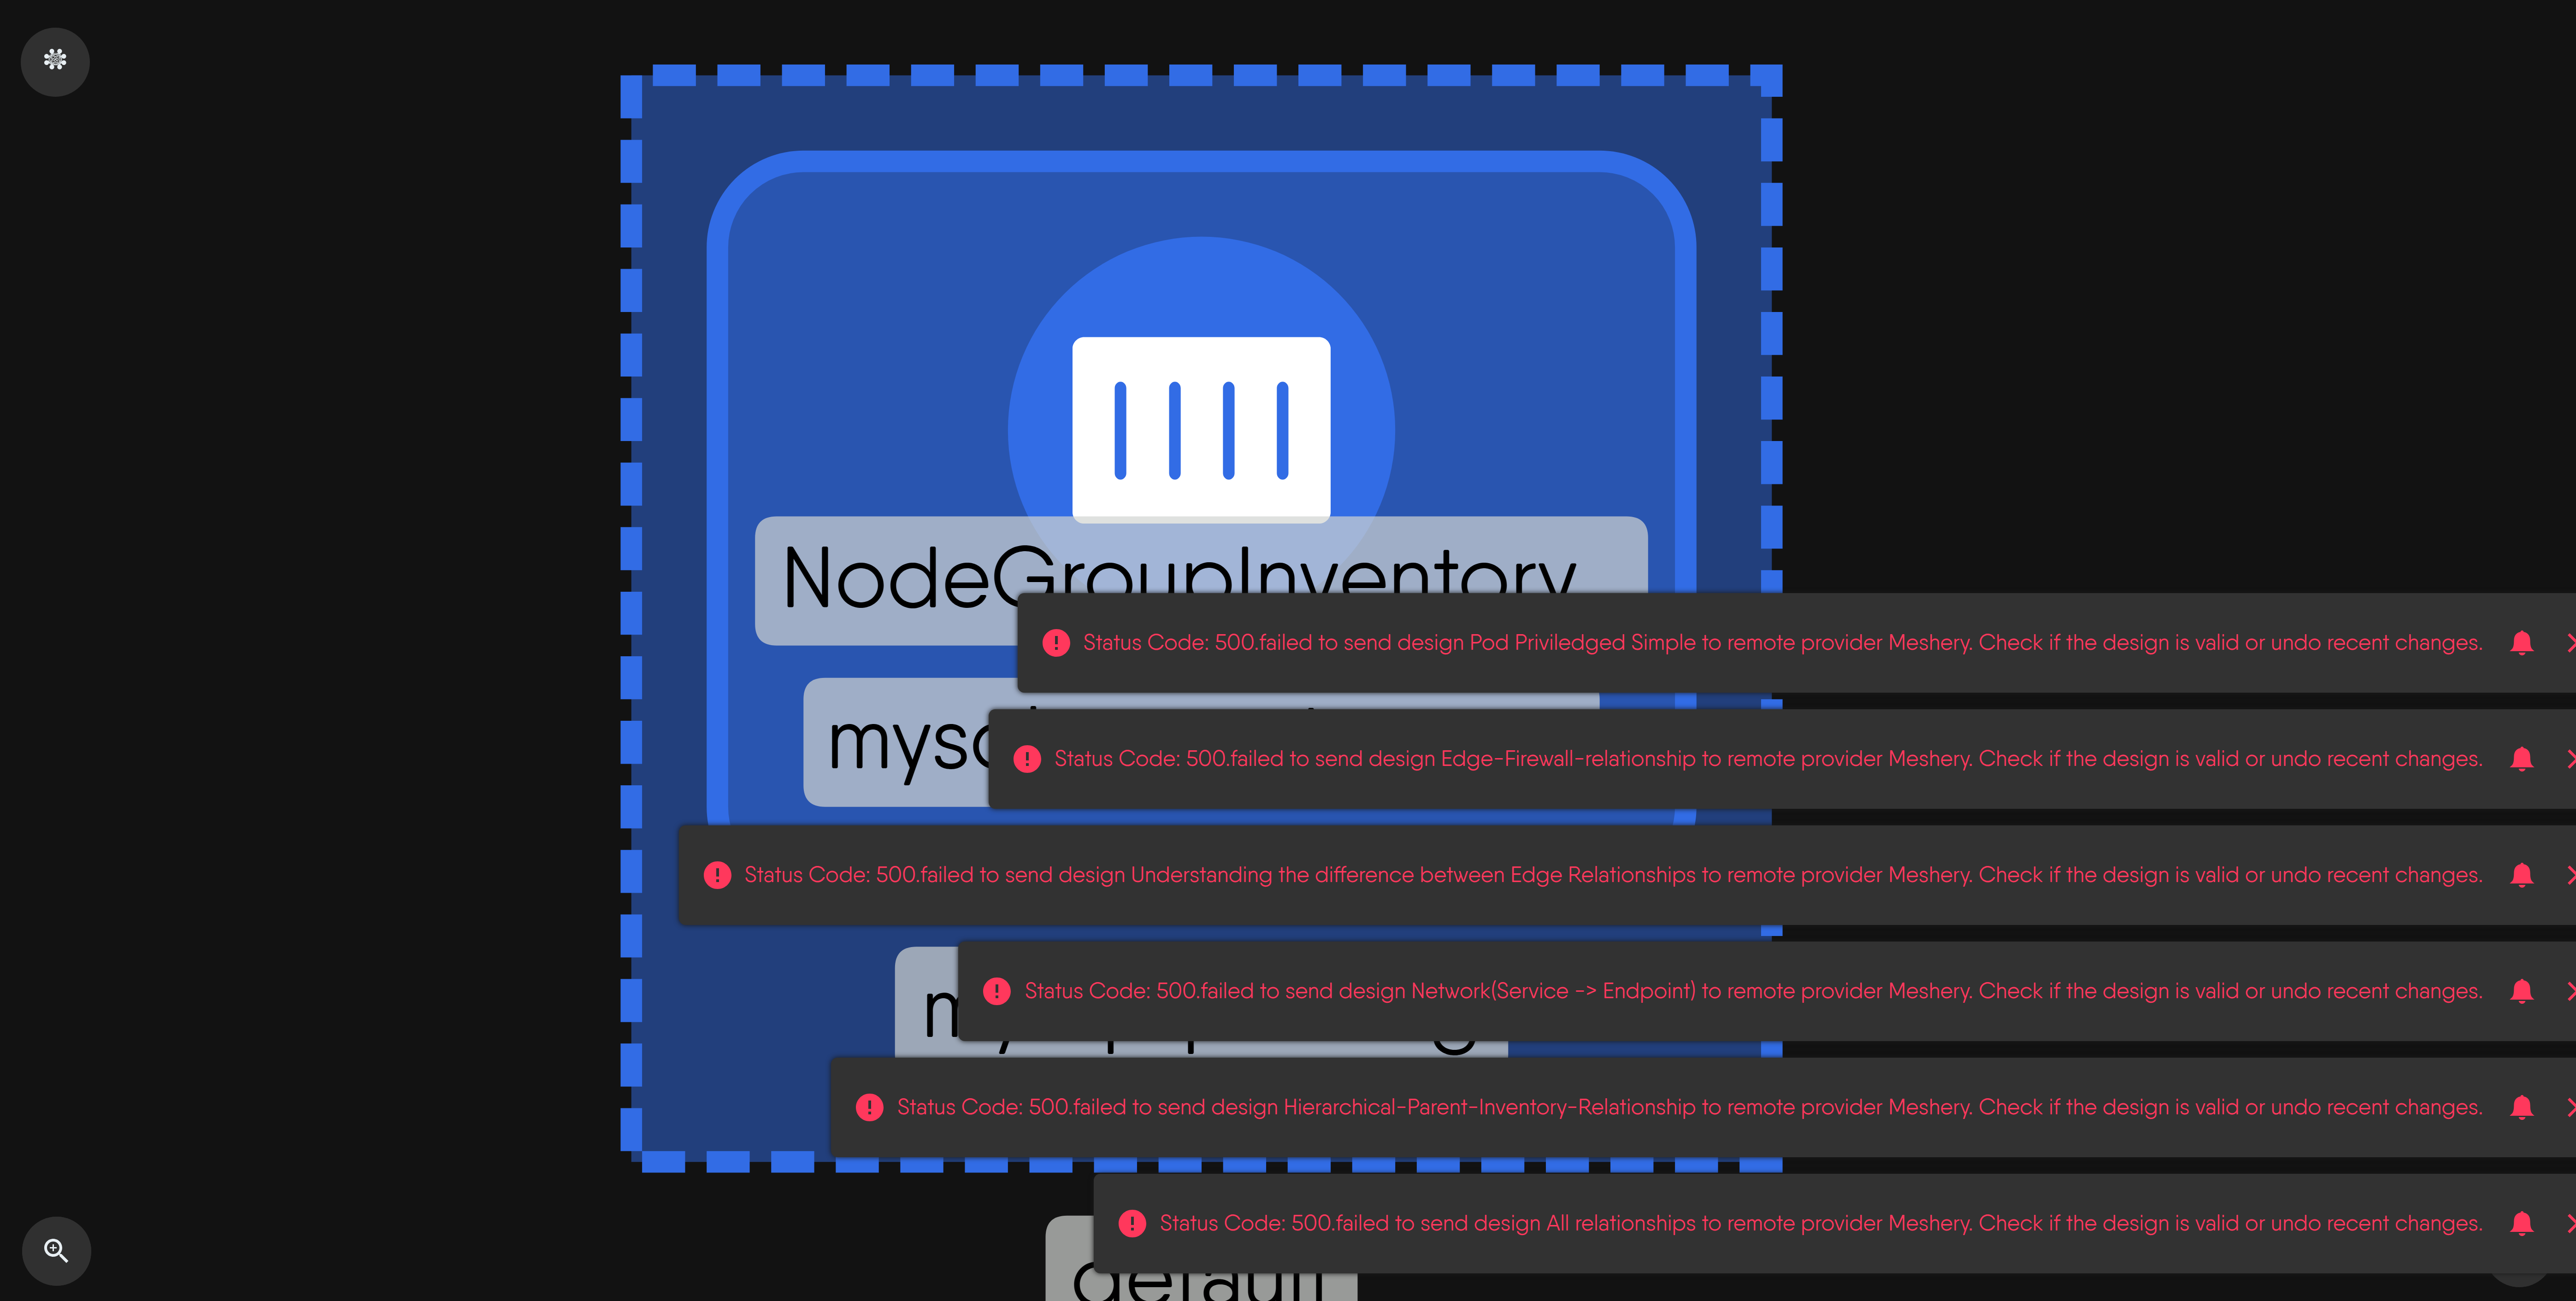 NodeGroupInventory
Status Code: 500.failed to send design Pod Priviledged Simple to remote provider Meshery. Check if the design is valid or undo recent changes.
Status Code: 500.failed to send design Edge-Firewall-relationship to remote provider Meshery. Check if the design is valid or undo recent changes.
Status Code: 500.failed to send design Understanding the difference between Edge Relationships to remote provider Meshery. Check if the design is valid or undo recent changes.
Status Code: 500.failed to send design Network(Service -> Endpoint) to remote provider Meshery. Check if the design is valid or undo recent changes.
Status Code: 500.failed to send design Hierarchical-Parent-Inventory-Relationship to remote provider Meshery. Check if the design is valid or undo recent changes.
Status Code: 500.failed to send design All relationships to remote provider Meshery. Check if the design is valid or undo recent changes.
default